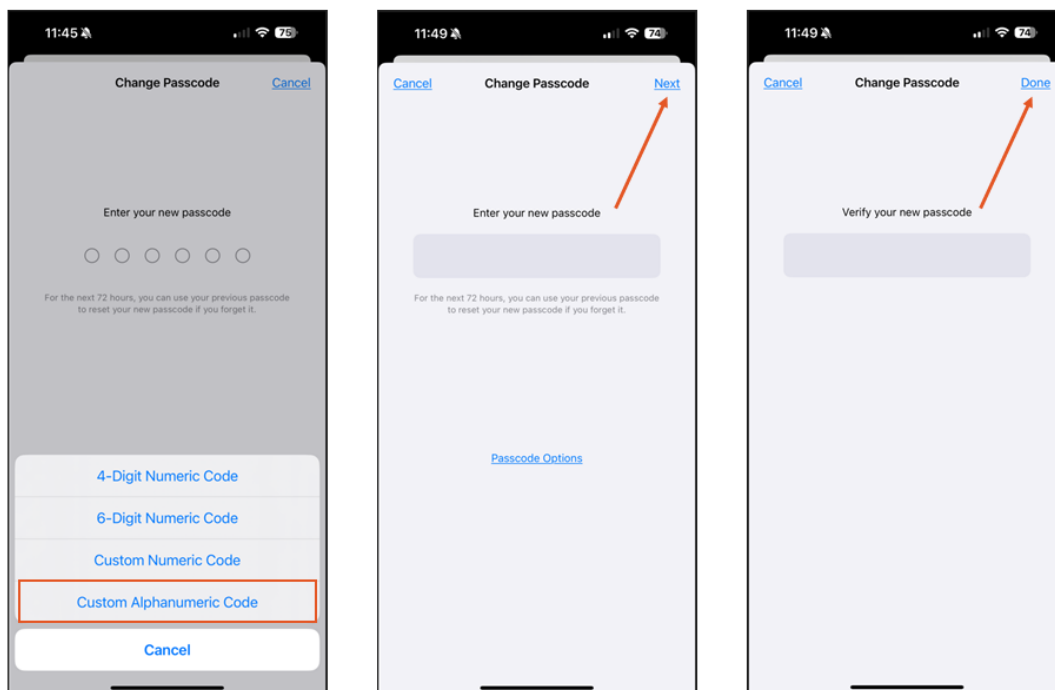 11:45 75
Change Passcode Cancel
Enter your new passcode
For the next 72 hours, you can use your previous passcode
to reset your new passcode if you forget it.
4-Digit Numeric Code
6-Digit Numeric Code
Custom Numeric Code
Custom Alphanumeric Code
Cancel
11:49 74
Cancel Change Passcode Next
Enter your new passcode
For the next 72 hours, you can use your previous passcode
to reset your new passcode if you forget it.
Passcode Options
11:49 74
Cancel Change Passcode Done
Verify your new passcode